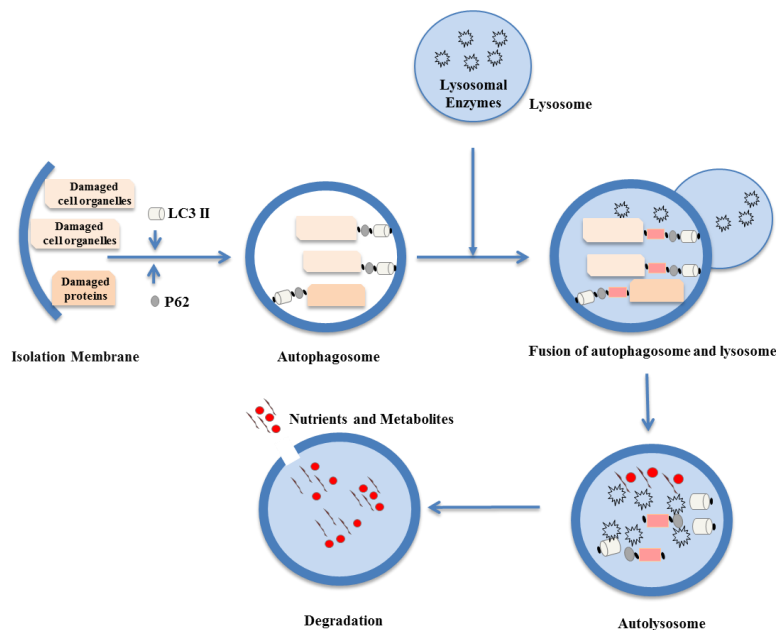 Lysosomal
Enzymes
Lysosome
Damaged
cell organelles
Damaged
cell organelles
Damaged
proteins
LC3 II
P62
Isolation Membrane
Autophagosome
Fusion of autophagosome and lysosome
Nutrients and Metabolites
Degradation
Autolysosome